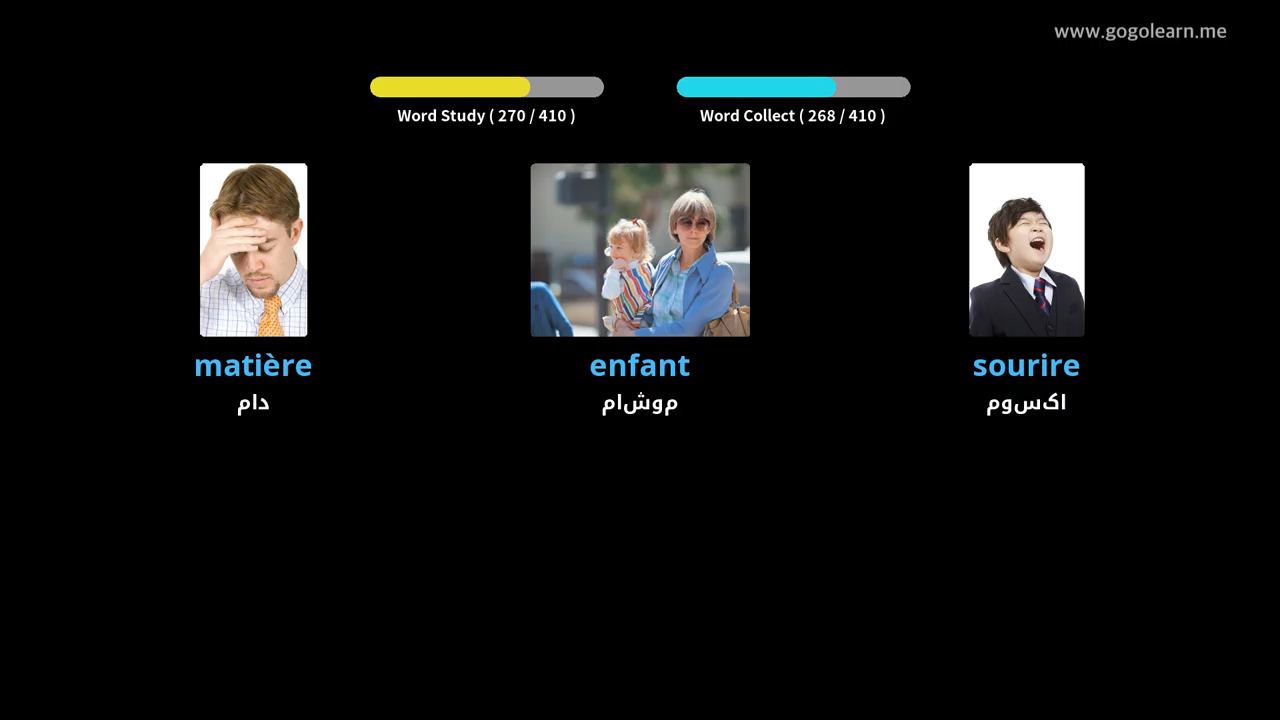 www.gogolearn.me
Word Study ( 270 / 410 )
Word Collect ( 268 / 410 )
matière
دام
enfant
موشام
sourire
اکسوم